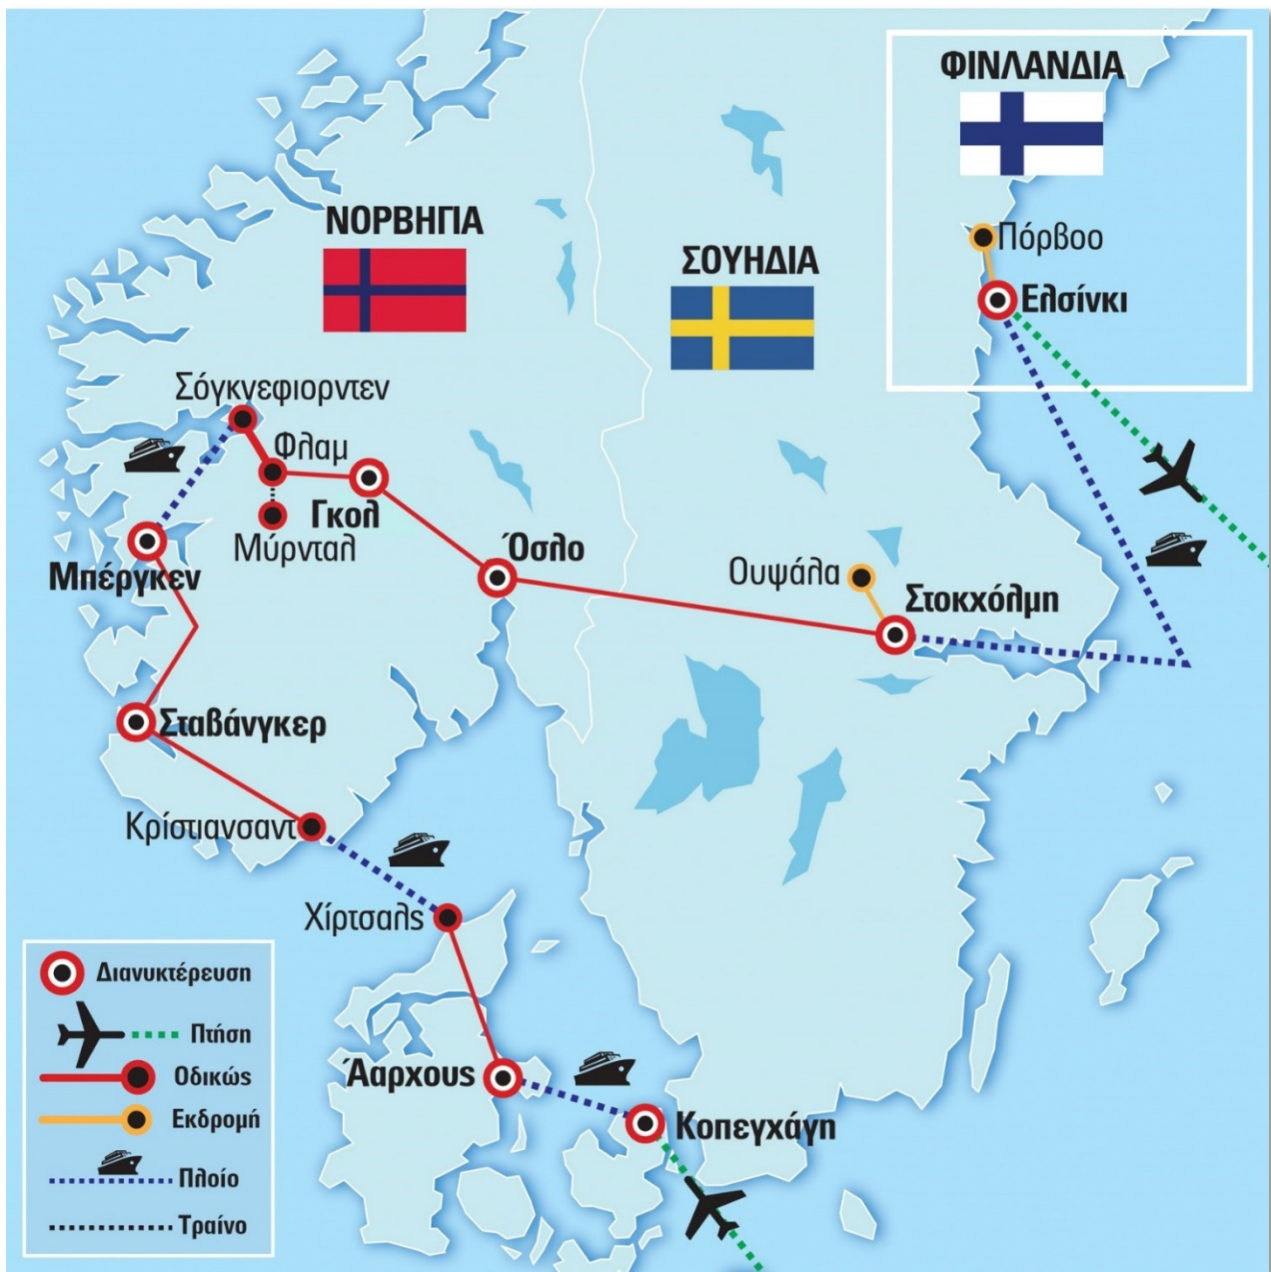 ΦΙΝΛΑΝΔΙΑ
ΝΟΡΒΗΓΙΑ
ΣΟΥΗΔΙΑ
Πόρβοο
Ελσίνκι
Σόγκνεφιορντεν
Φλαμ
Γκολ
Μύρνταλ
Όσλο
Μπέργκεν
Ουψάλα
Στοκχόλμη
Σταβάνγκερ
Κρίστιανσαντ
Χίρτσαλς
Άαρχους
Κοπεγχάγη
Διανυκτέρευση
Πτήση
Οδικώς
Εκδρομή
Πλοίο
Τραίνο